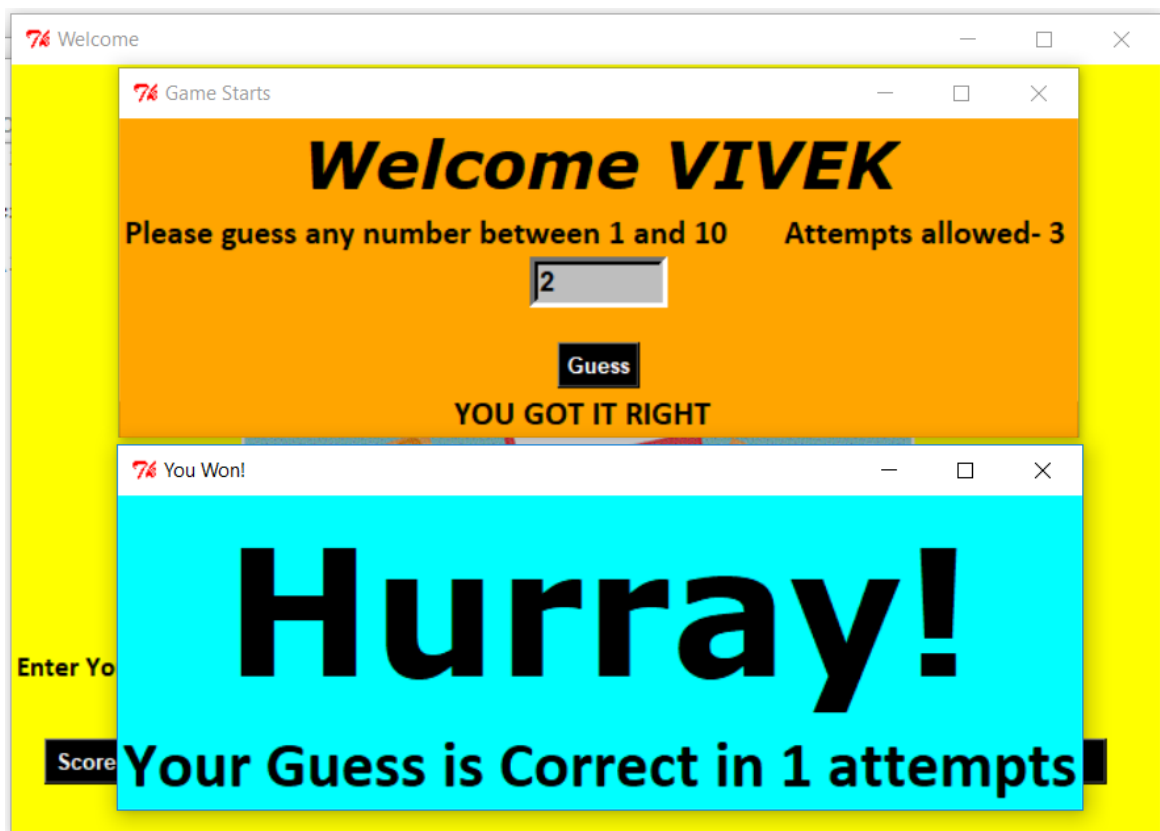 Welcome
Game Starts
Welcome VIVEK
Please guess any number between 1 and 10 Attempts allowed- 3
2
Guess
YOU GOT IT RIGHT
You Won!
Hurray!
Enter Yo
Score
Your Guess is Correct in 1 attempts